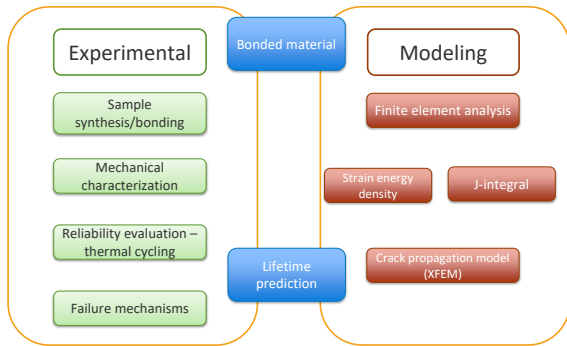 Experimental
Bonded material
Modeling
Sample
synthesis/bonding
Finite element analysis
Mechanical
characterization
Strain energy
density
J-integral
Reliability evaluation –
thermal cycling
Lifetime
prediction
Crack propagation model
(XFEM)
Failure mechanisms